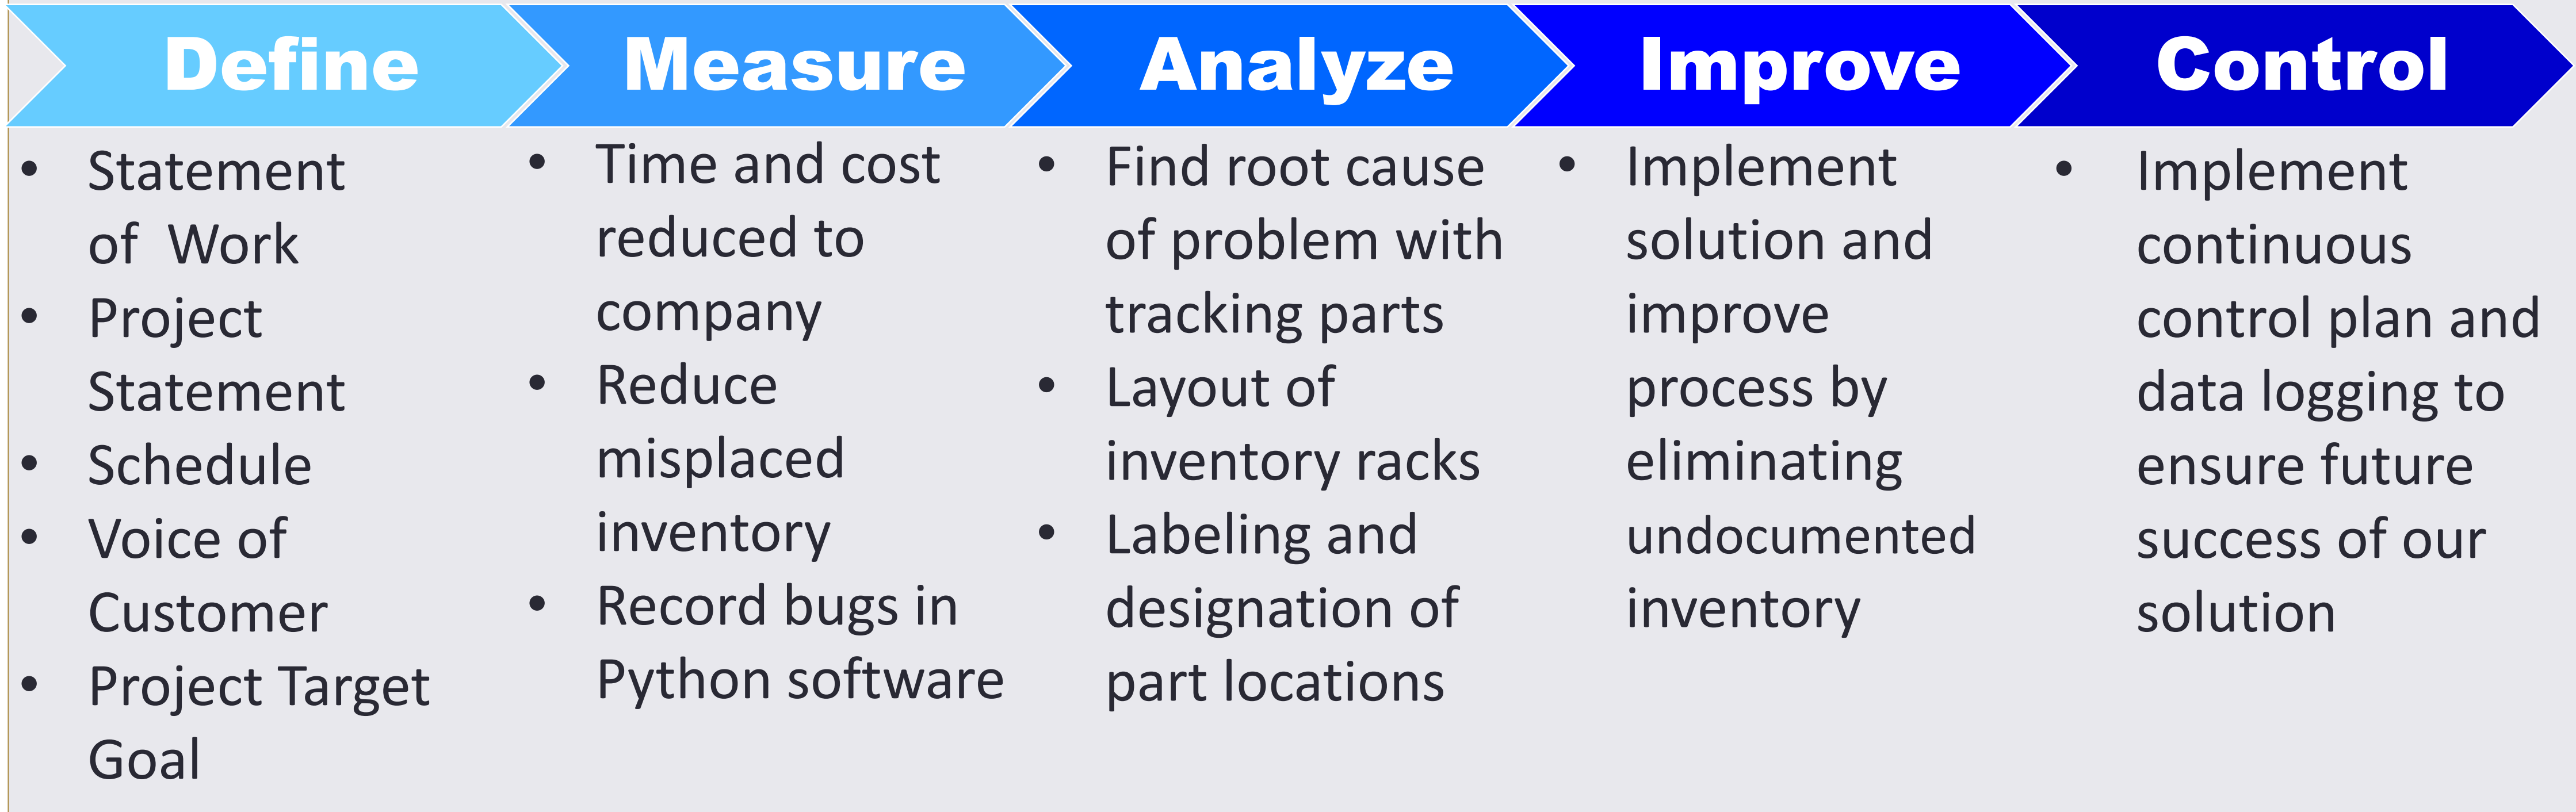 Define
Measure
Analyze
Improve
Control
• Statement
of  Work
• Project
Statement
• Schedule
• Voice of
Customer
• Project Target
Goal
• Time and cost
reduced to
company
• Reduce
misplaced
inventory
• Record bugs in
Python software
• Find root cause
of problem with
tracking parts
• Layout of
inventory racks
• Labeling and
designation of
part locations
• Implement
solution and
improve
process by
eliminating
undocumented
inventory
• Implement
continuous
control plan and
data logging to
ensure future
success of our
solution